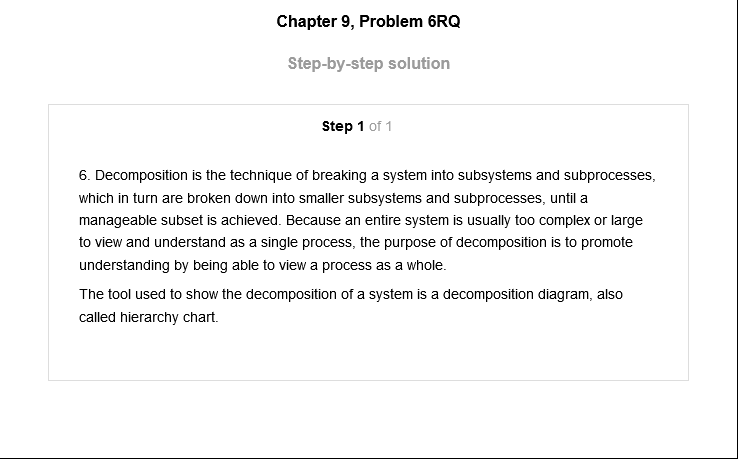 Chapter 9, Problem 6RQ
Step-by-step solution
Step 1 of 1
6. Decomposition is the technique of breaking a system into subsystems and subprocesses,
which in turn are broken down into smaller subsystems and subprocesses, until a
manageable subset is achieved. Because an entire system is usually too complex or large
to view and understand as a single process, the purpose of decomposition is to promote
understanding by being able to view a process as a whole.
The tool used to show the decomposition of a system is a decomposition diagram, also
called hierarchy chart.